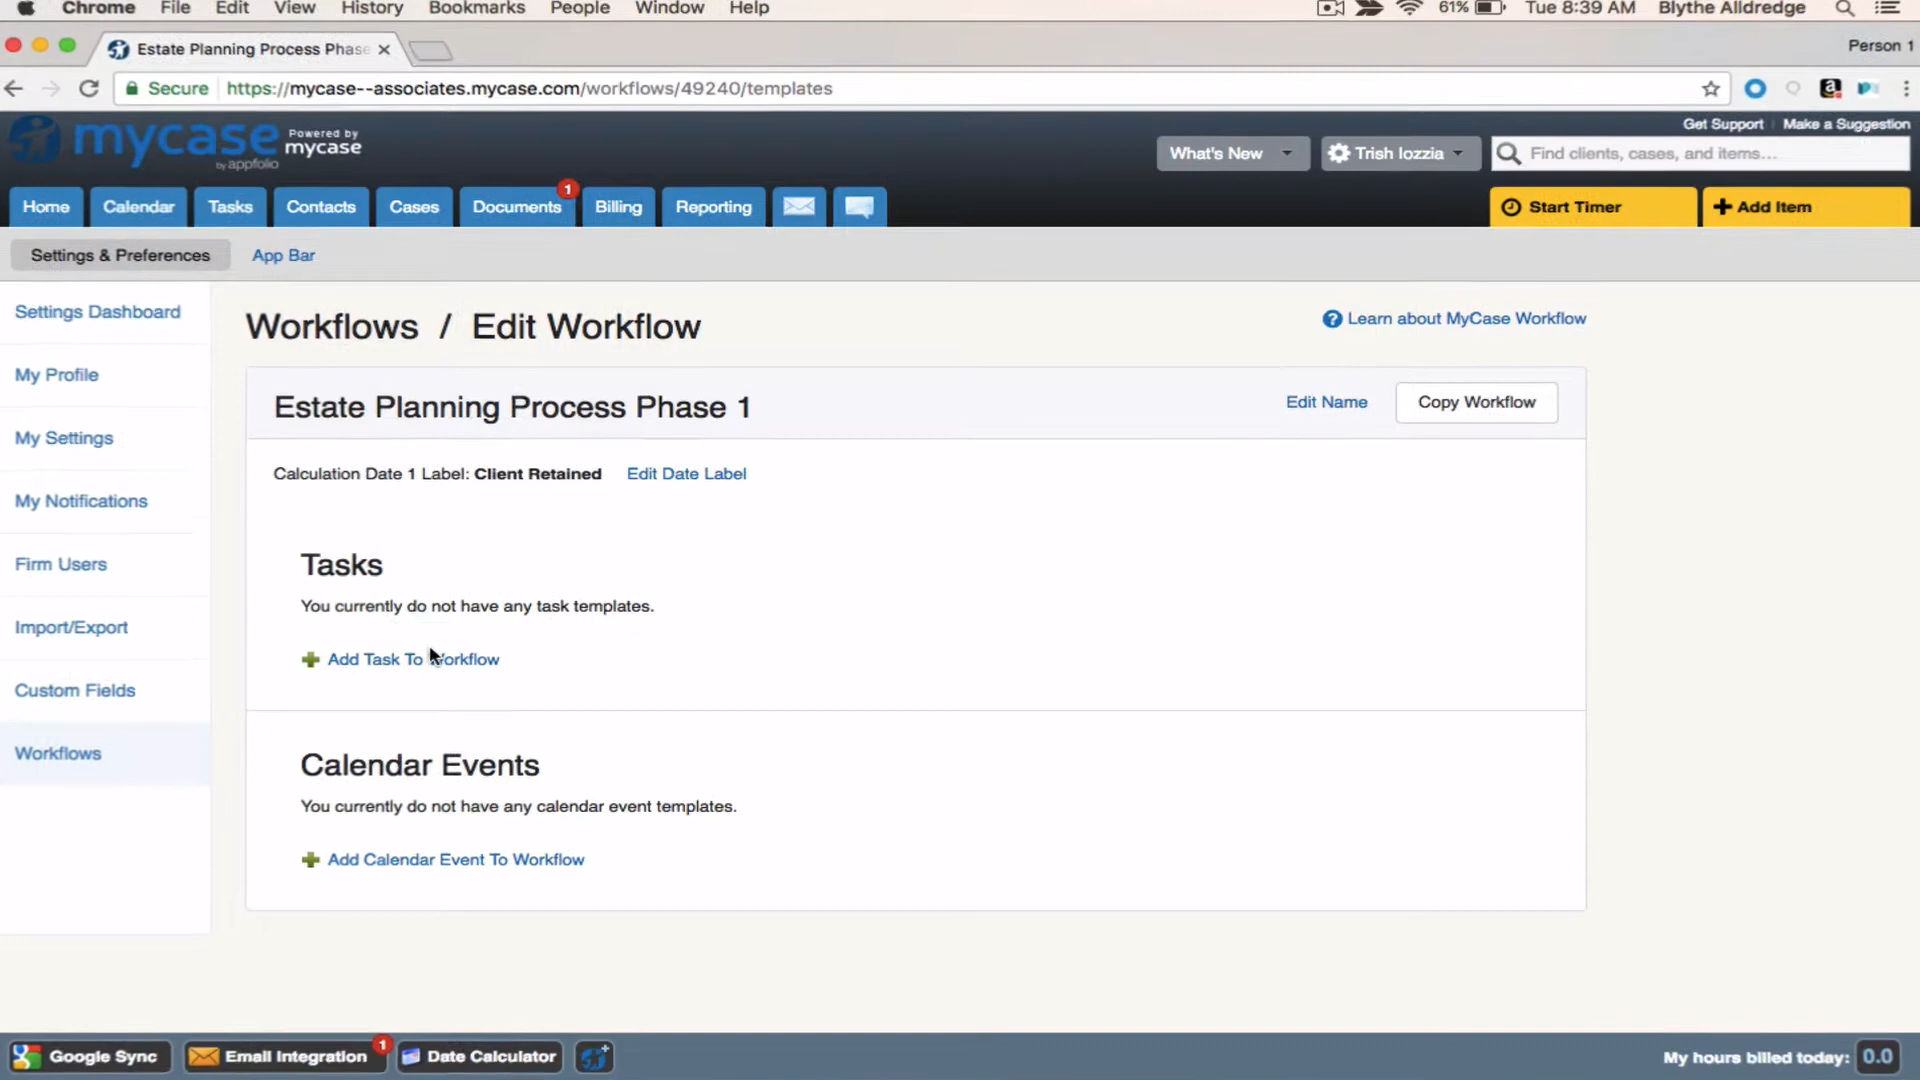 Chrome File Edit View History Bookmarks People Window Help 61% Tue 8:39 AM Blythe Alldredge
Estate Planning Process Phase Person 1
Secure https://mycase--associates.mycase.com/workflows/49240/templates
Get Support Make a Suggestion
mycase by appfolio Powered by mycase
What's New Trish Iozzia Find clients, cases, and items...
Home Calendar Tasks Contacts Cases Documents 1 Billing Reporting Start Timer Add Item
Settings & Preferences App Bar
Settings Dashboard
My Profile
My Settings
My Notifications
Firm Users
Import/Export
Custom Fields
Workflows
Workflows / Edit Workflow
Learn about MyCase Workflow
Estate Planning Process Phase 1
Edit Name Copy Workflow
Calculation Date 1 Label: Client Retained Edit Date Label
Tasks
You currently do not have any task templates.
Add Task To Workflow
Calendar Events
You currently do not have any calendar event templates.
Add Calendar Event To Workflow
Google Sync Email Integration 1 Date Calculator My hours billed today: 0.0